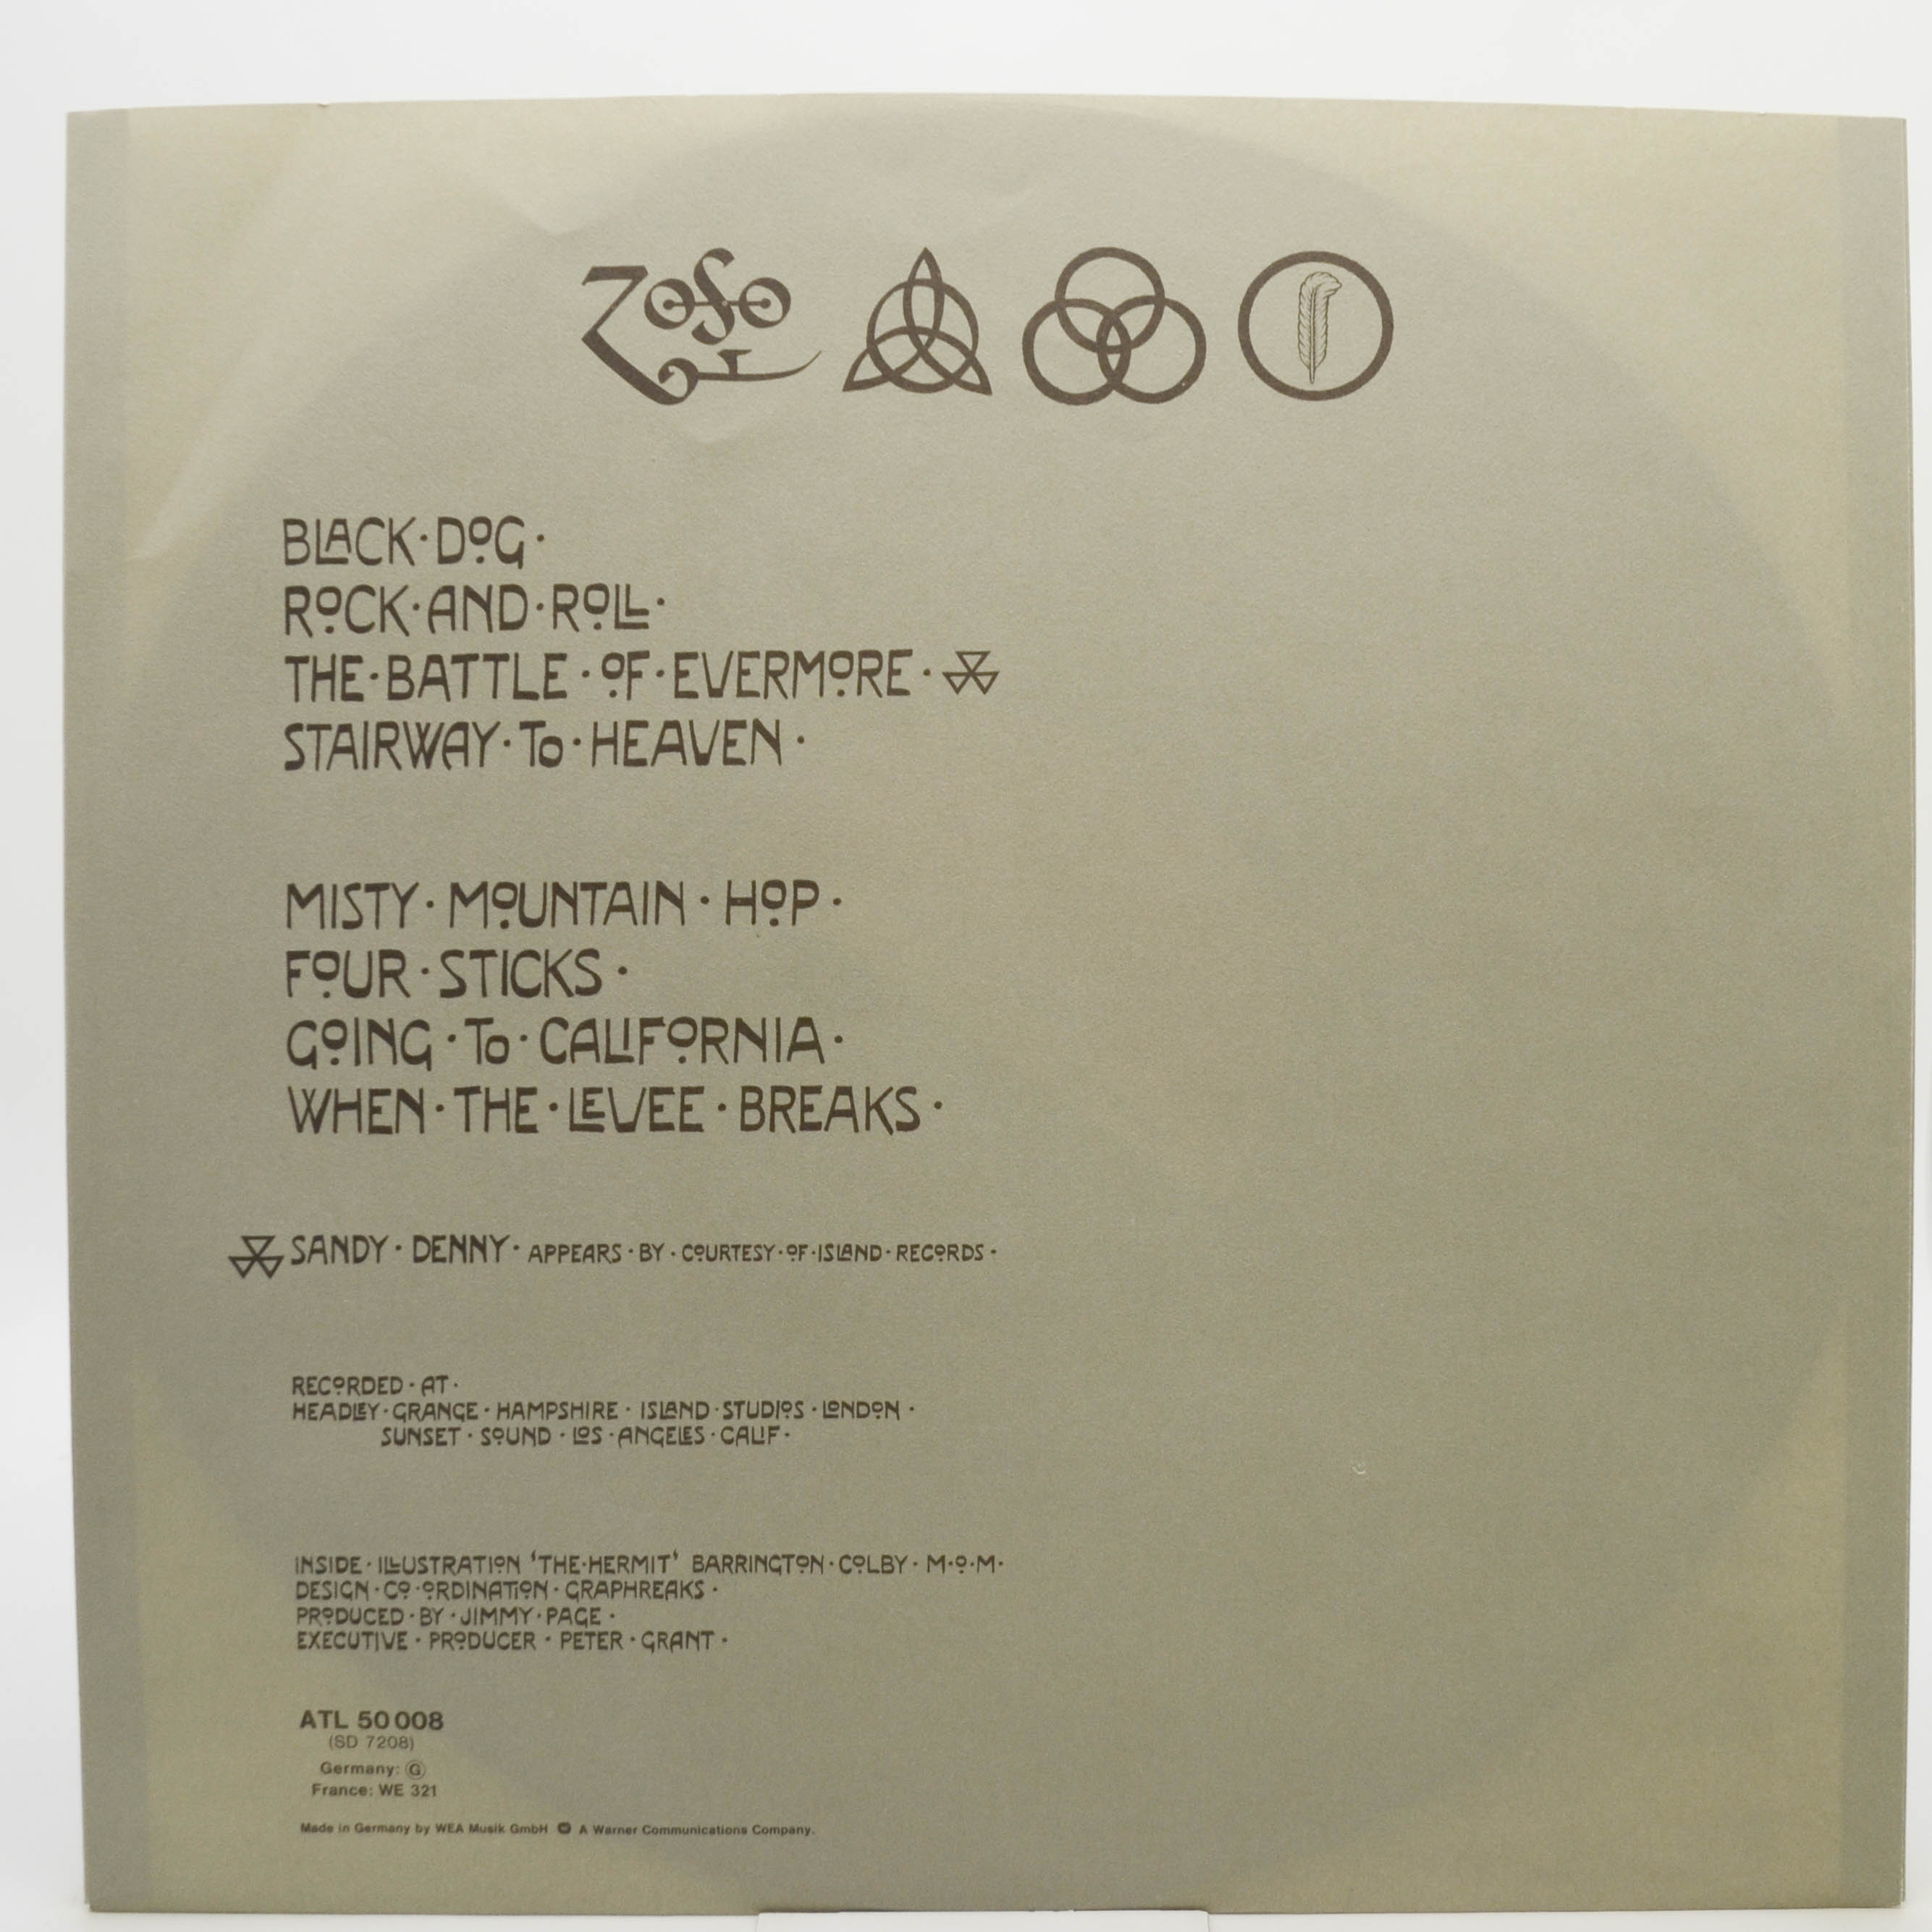 ZOSO
BLACK·DOG·
ROCK·AND·ROLL·
THE·BATTLE·OF·EVERMORE·
STAIRWAY·To·HEAVEN·
MISTY·MOUNTAIN·HOP·
FOUR·STICKS·
GOING·To·CALIFORNIA·
WHEN·THE·LEVEE·BREAKS·
SANDY·DENNY·APPEARS·BY·COURTESY·OF·ISLAND·RECORDS·
RECORDED·AT·
HEADLEY·GRANGE·HAMPSHIRE·ISLAND·STUDIOS·LONDON·
SUNSET·SOUND·LOS·ANGELES·CALIF·
INSIDE·ILLUSTRATION 'THE·HERMIT' BARRINGTON·COLBY·M·O·M·
DESIGN·CO·ORDINATION·GRAPHREAKS·
PRODUCED·BY·JIMMY·PAGE·
EXECUTIVE·PRODUCER·PETER·GRANT·
ATL 50 008
(SD 7208)
Germany: Ⓖ
France: WE 321
Made in Germany by WEA Musik GmbH A Warner Communications Company.